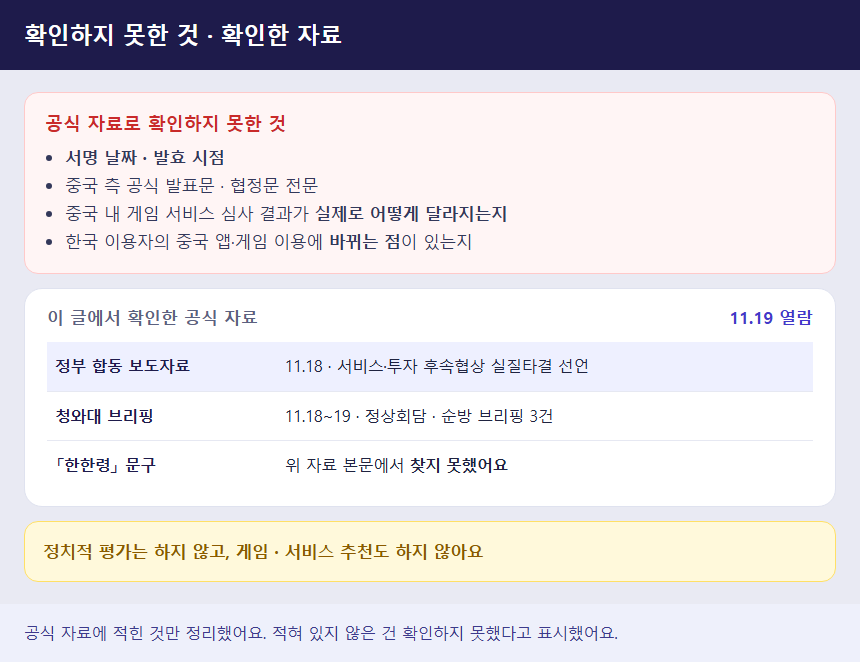 확인하지 못한 것 · 확인한 자료
공식 자료로 확인하지 못한 것
• 서명 날짜 · 발효 시점
• 중국 측 공식 발표문 · 협정문 전문
• 중국 내 게임 서비스 심사 결과가 실제로 어떻게 달라지는지
• 한국 이용자의 중국 앱·게임 이용에 바뀌는 점이 있는지
이 글에서 확인한 공식 자료 11.19 열람
정부 합동 보도자료 11.18 · 서비스·투자 후속협상 실질타결 선언
청와대 브리핑 11.18~19 · 정상회담 · 순방 브리핑 3건
「한한령」 문구 위 자료 본문에서 찾지 못했어요
정치적 평가는 하지 않고, 게임 · 서비스 추천도 하지 않아요
공식 자료에 적힌 것만 정리했어요. 적혀 있지 않은 건 확인하지 못했다고 표시했어요.